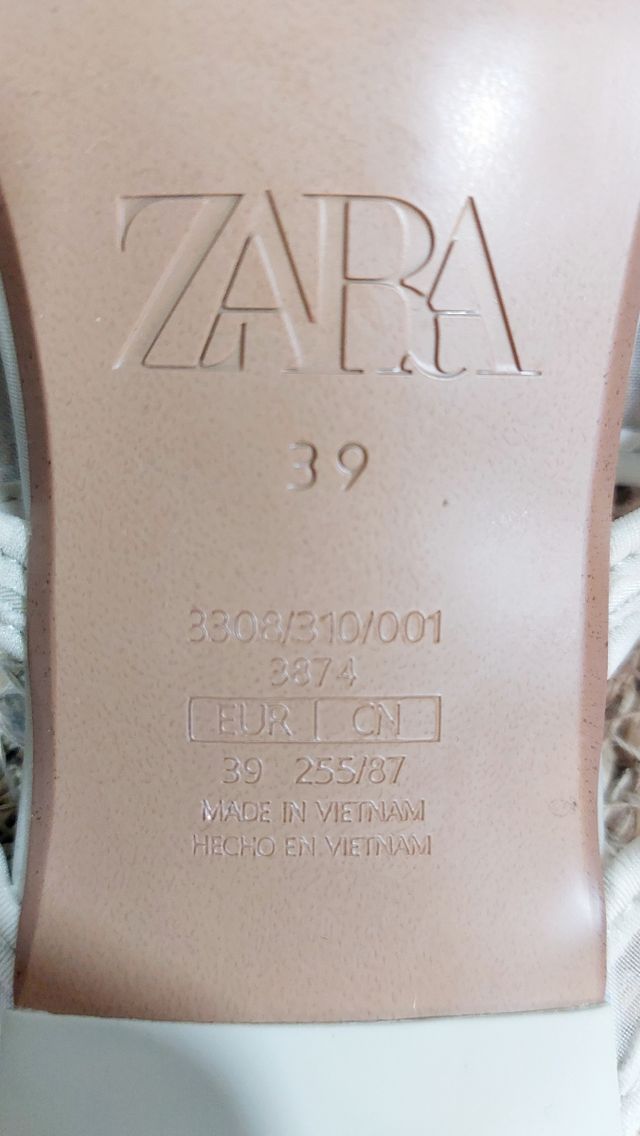 ZARA
39
3308/310/001
3874
EUR CN
39 255/87
MADE IN VIETNAM
HECHO EN VIETNAM